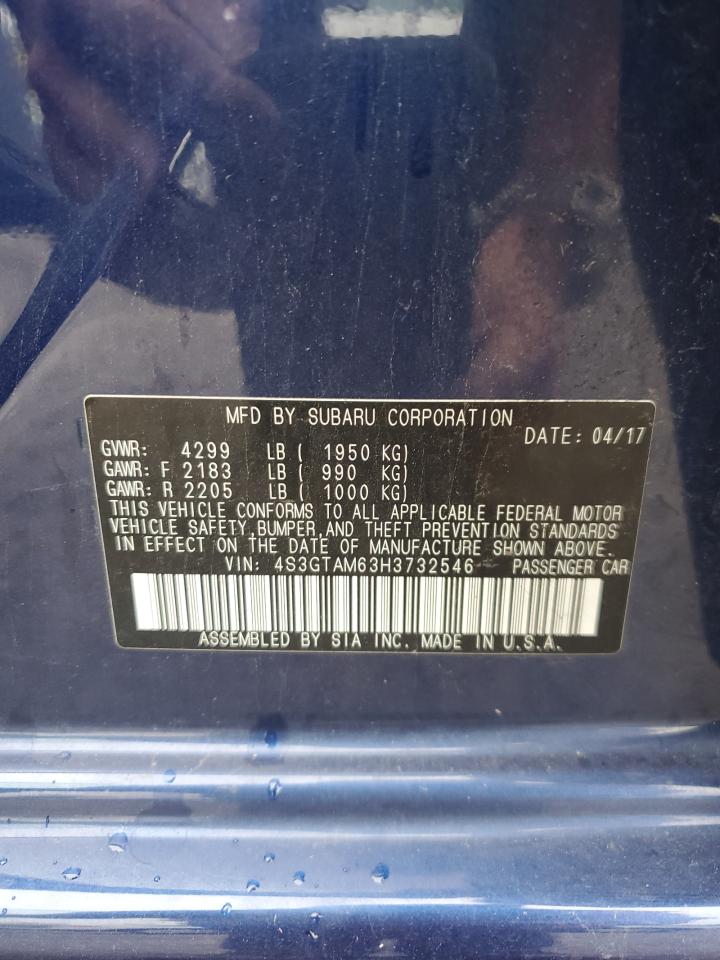 MFD BY SUBARU CORPORATION
DATE: 04/17
GVWR: 4299 LB ( 1950 KG)
GAWR: F 2183 LB ( 990 KG)
GAWR: R 2205 LB ( 1000 KG)
THIS VEHICLE CONFORMS TO ALL APPLICABLE FEDERAL MOTOR
VEHICLE SAFETY,BUMPER,AND THEFT PREVENTION STANDARDS
IN EFFECT ON THE DATE OF MANUFACTURE SHOWN ABOVE.
VIN: 4S3GTAM63H3732546 PASSENGER CAR
ASSEMBLED BY SIA INC. MADE IN U.S.A.